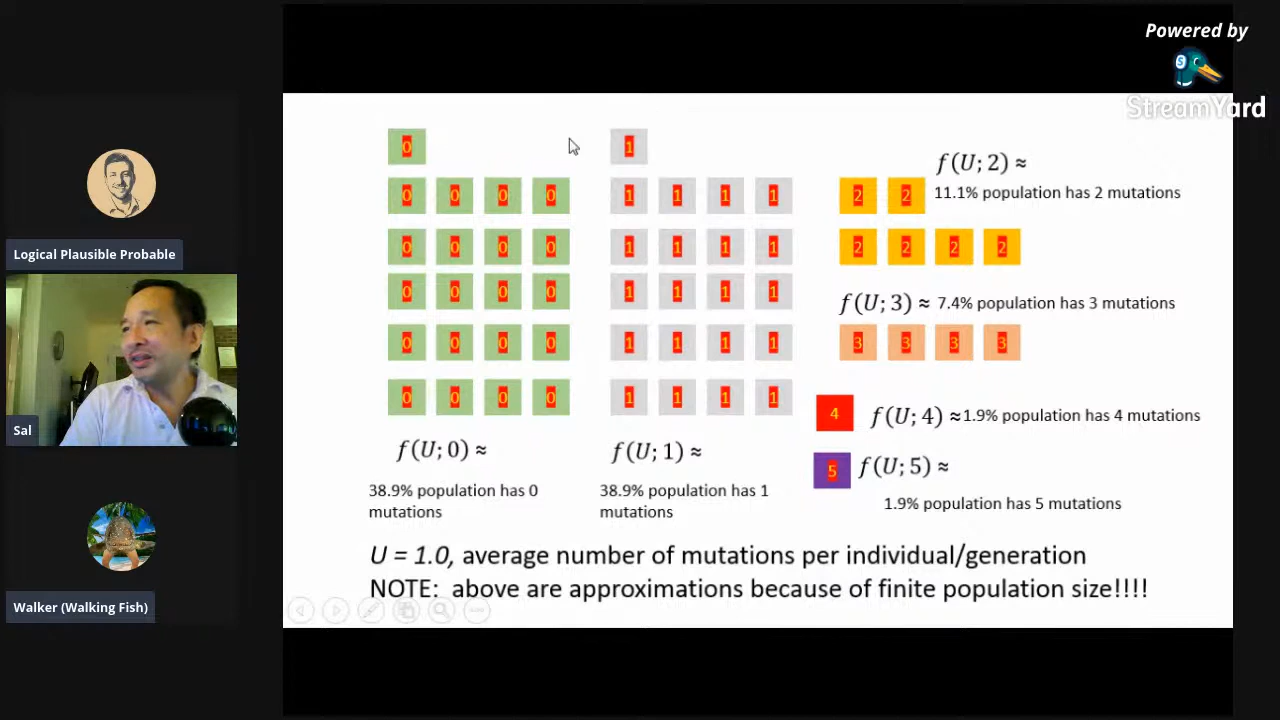 Powered by
StreamYard
Logical Plausible Probable
Sal
Walker (Walking Fish)
0
0 0 0 0
0 0 0 0
0 0 0 0
0 0 0 0
0 0 0 0
f(U; 0) ≈
38.9% population has 0
mutations
1
1 1 1 1
1 1 1 1
1 1 1 1
1 1 1 1
1 1 1 1
f(U; 1) ≈
38.9% population has 1
mutations
f(U; 2) ≈
11.1% population has 2 mutations
2 2
2 2 2 2
f(U; 3) ≈ 7.4% population has 3 mutations
3 3 3 3
4 f(U; 4) ≈1.9% population has 4 mutations
5 f(U; 5) ≈
1.9% population has 5 mutations
U = 1.0, average number of mutations per individual/generation
NOTE: above are approximations because of finite population size!!!!